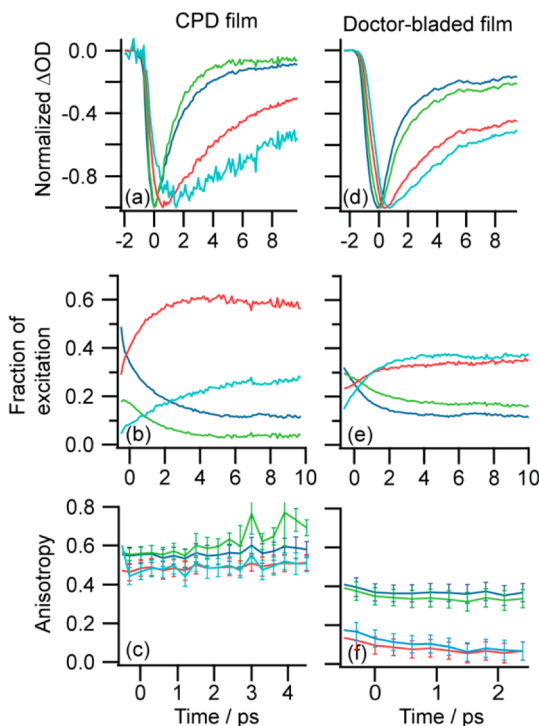 CPD film
Doctor-bladed film
Normalized ΔOD
0.0
-0.4
-0.8
(a)
-2 0 2 4 6 8
(d)
-2 0 2 4 6 8
Fraction of
excitation
0.6
0.4
0.2
0.0
(b)
0 2 4 6 8 10
(e)
0 2 4 6 8 10
Anisotropy
0.8
0.6
0.4
0.2
0.0
(c)
0 1 2 3 4
Time / ps
(f)
0 1 2
Time / ps